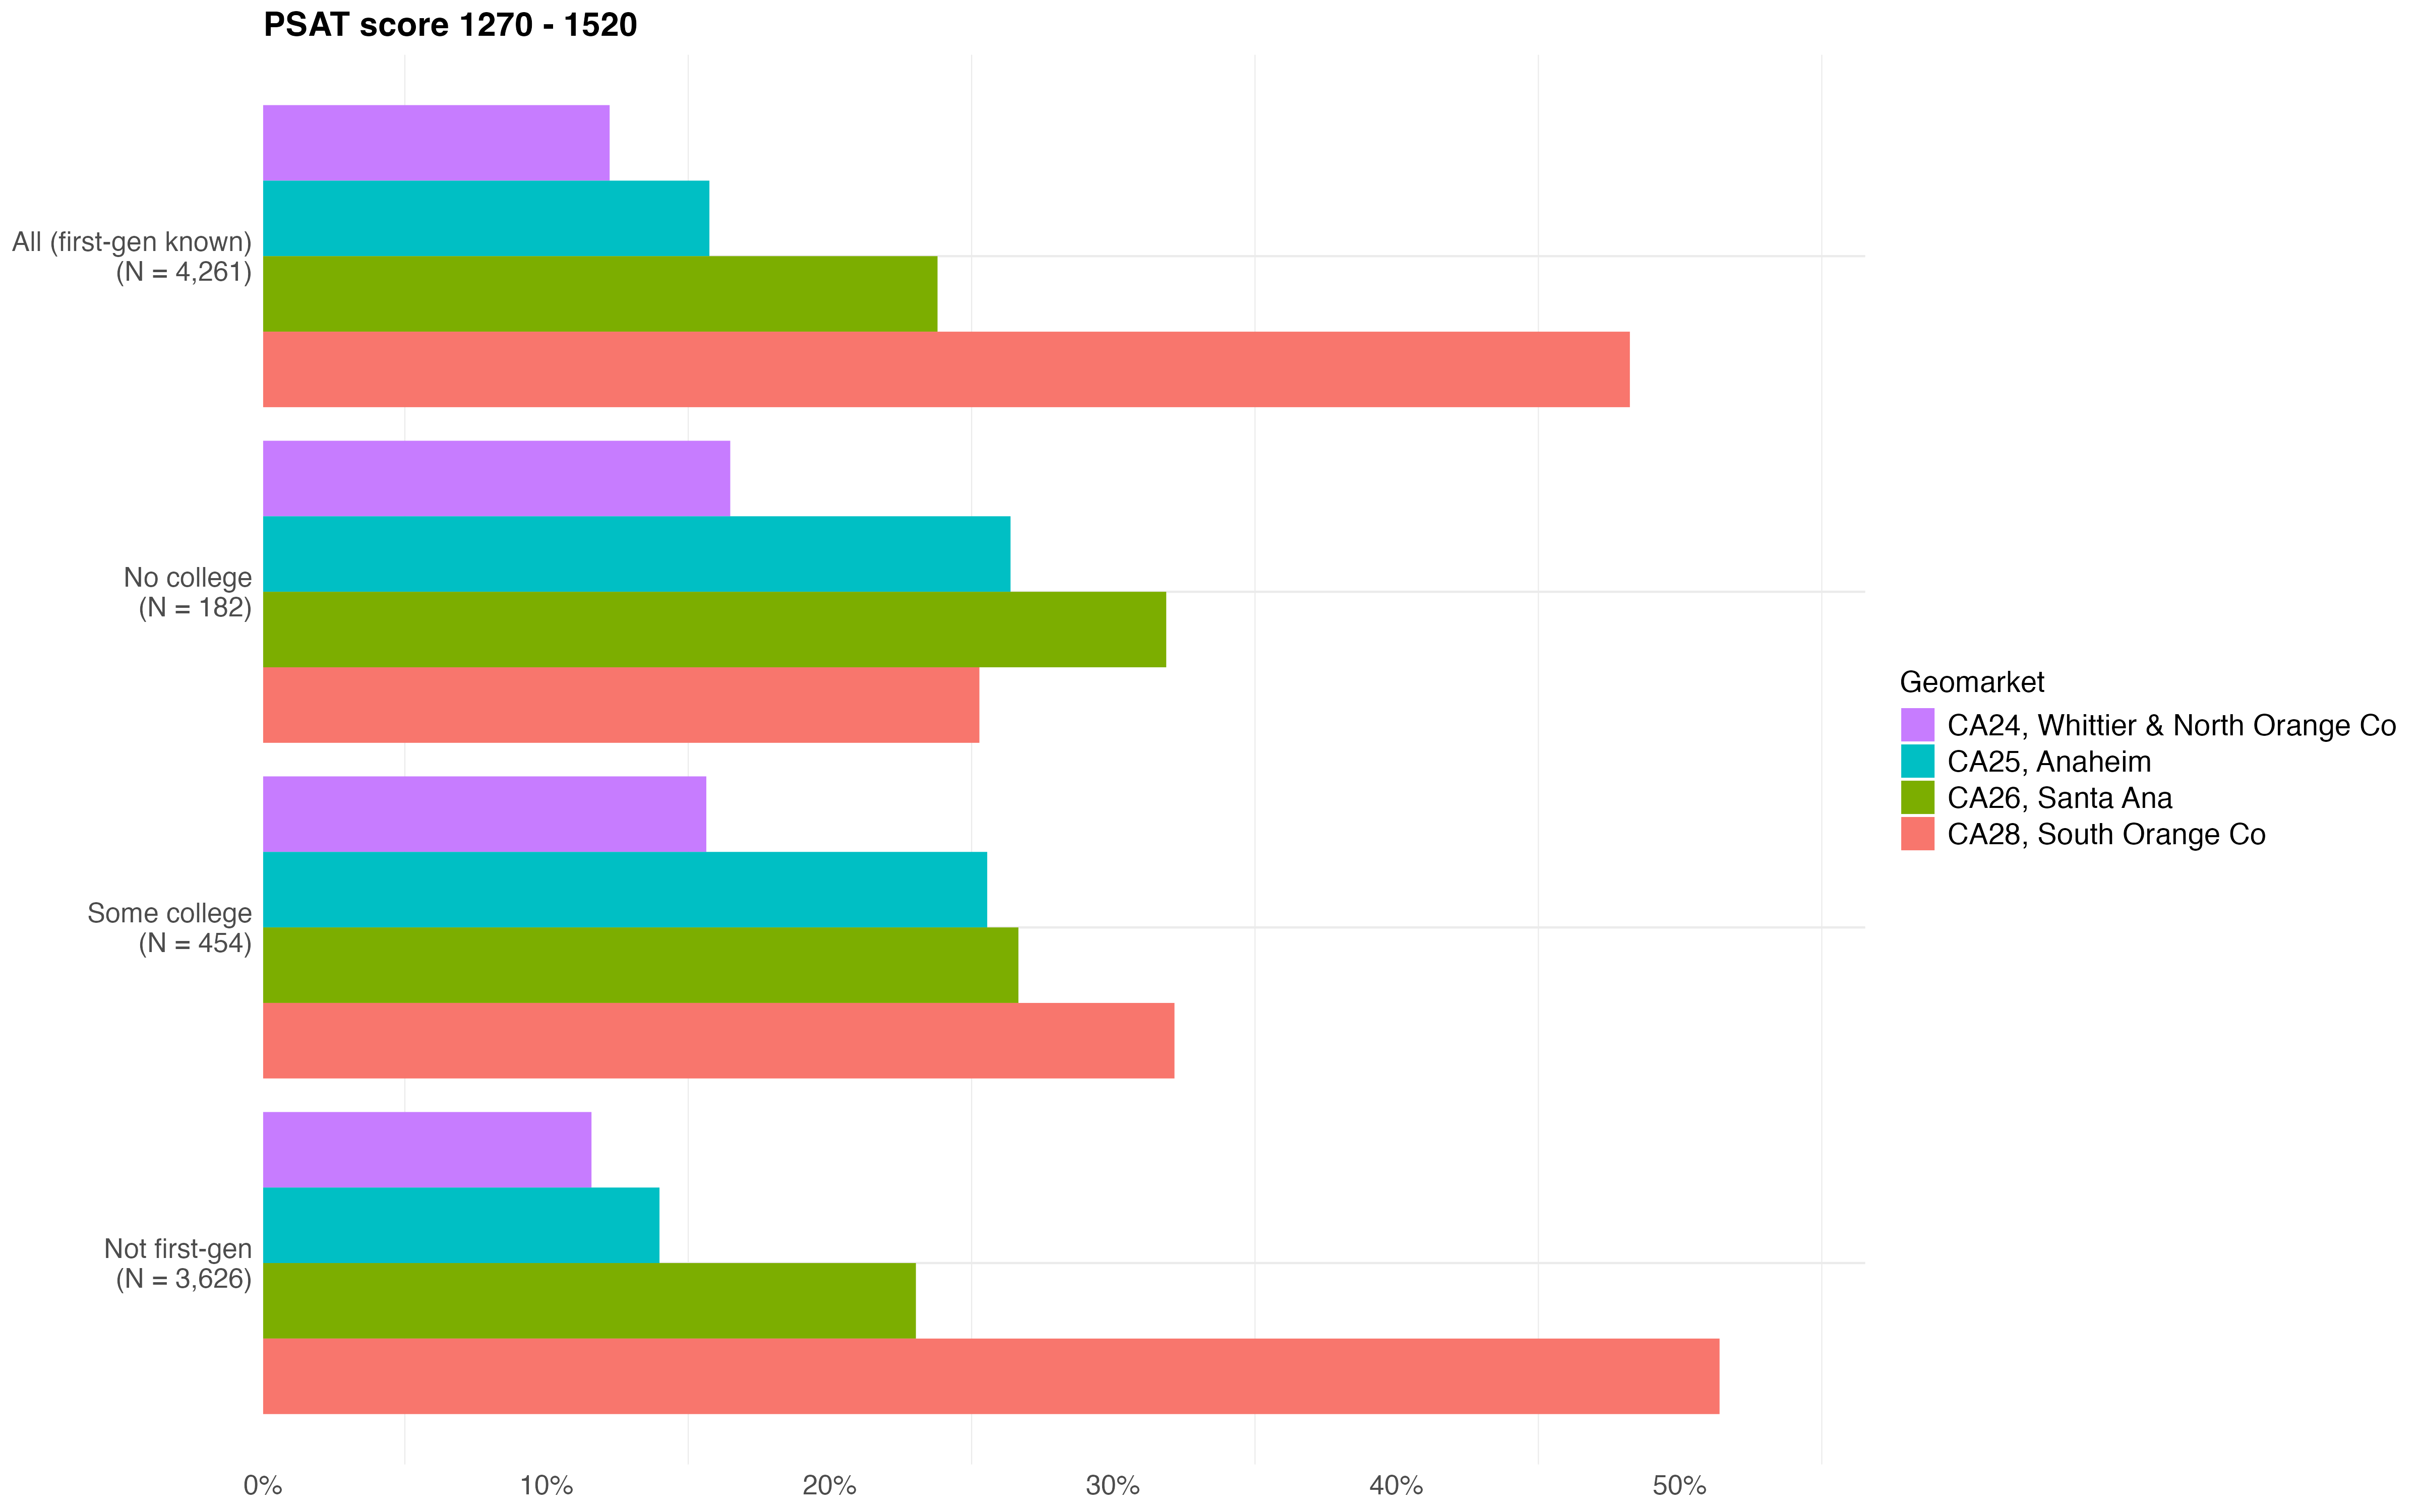 PSAT score 1270 - 1520
All (first-gen known)
(N = 4,261)
No college
(N = 182)
Some college
(N = 454)
Not first-gen
(N = 3,626)
0%
10%
20%
30%
40%
50%
Geomarket
CA24, Whittier & North Orange Co
CA25, Anaheim
CA26, Santa Ana
CA28, South Orange Co